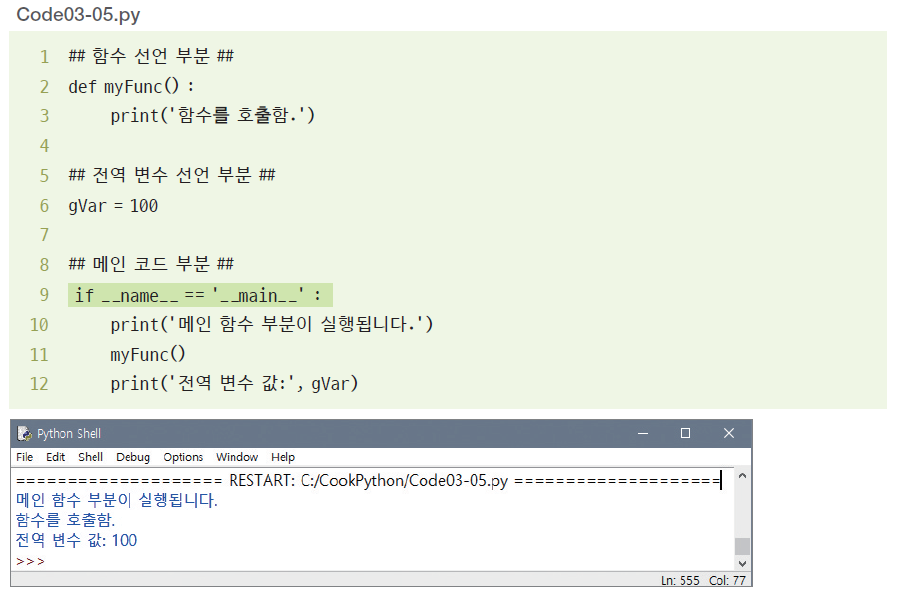 Code03-05.py
1 ## 함수 선언 부분 ##
2 def myFunc() :
3     print('함수를 호출함.')
4
5 ## 전역 변수 선언 부분 ##
6 gVar = 100
7
8 ## 메인 코드 부분 ##
9 if __name__ == '__main__' :
10     print('메인 함수 부분이 실행됩니다.')
11     myFunc()
12     print('전역 변수 값:', gVar)
Python Shell
File Edit Shell Debug Options Window Help
==================== RESTART: C:/CookPython/Code03-05.py ====================
메인 함수 부분이 실행됩니다.
함수를 호출함.
전역 변수 값: 100
>>>
Ln: 555 Col: 77